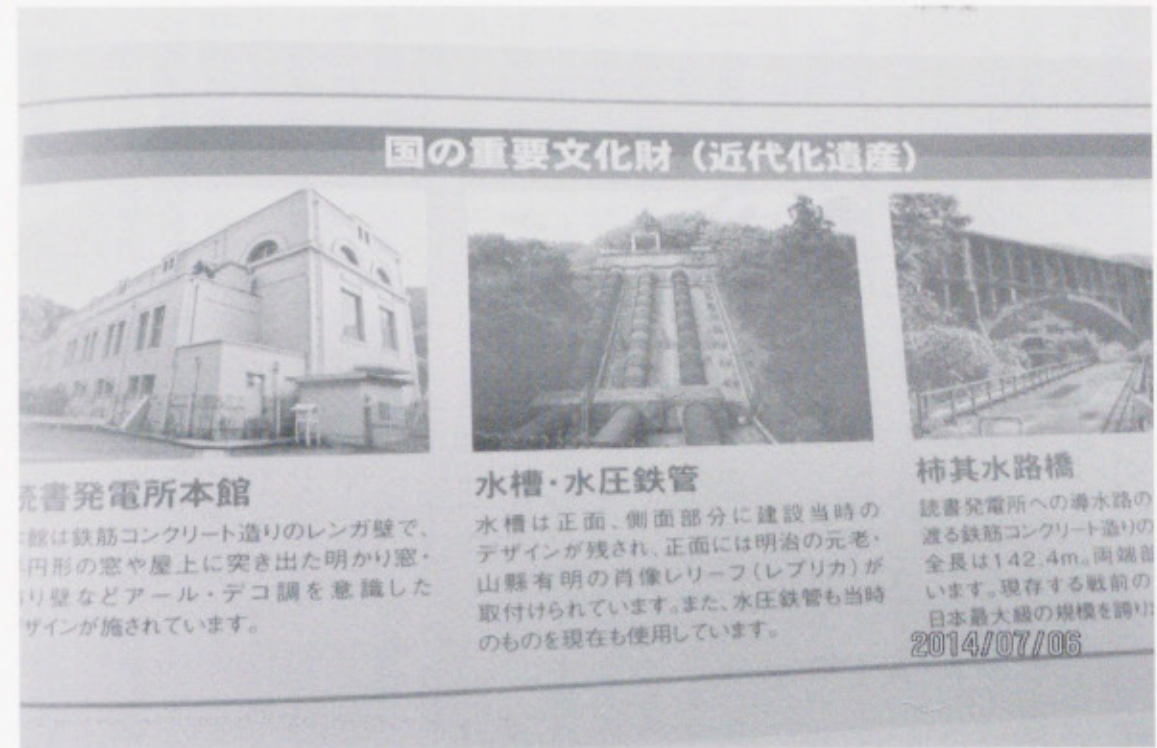 国の重要文化財（近代化遺産）
読書発電所本館
館は鉄筋コンクリート造りのレンガ壁で、
円形の窓や屋上に突き出た明かり窓・
り壁などアール・デコ調を意識した
ザインが施されています。
水槽・水圧鉄管
水槽は正面、側面部分に建設当時の
デザインが残され、正面には明治の元老・
山縣有明の肖像レリーフ（レプリカ）が
取付けられています。また、水圧鉄管も当時
のものを現在も使用しています。
柿其水路橋
読書発電所への導水路の
渡る鉄筋コンクリート造りの
全長は142.4m。両端部
います。現存する戦前の
日本最大級の規模を誇り
2014/07/06